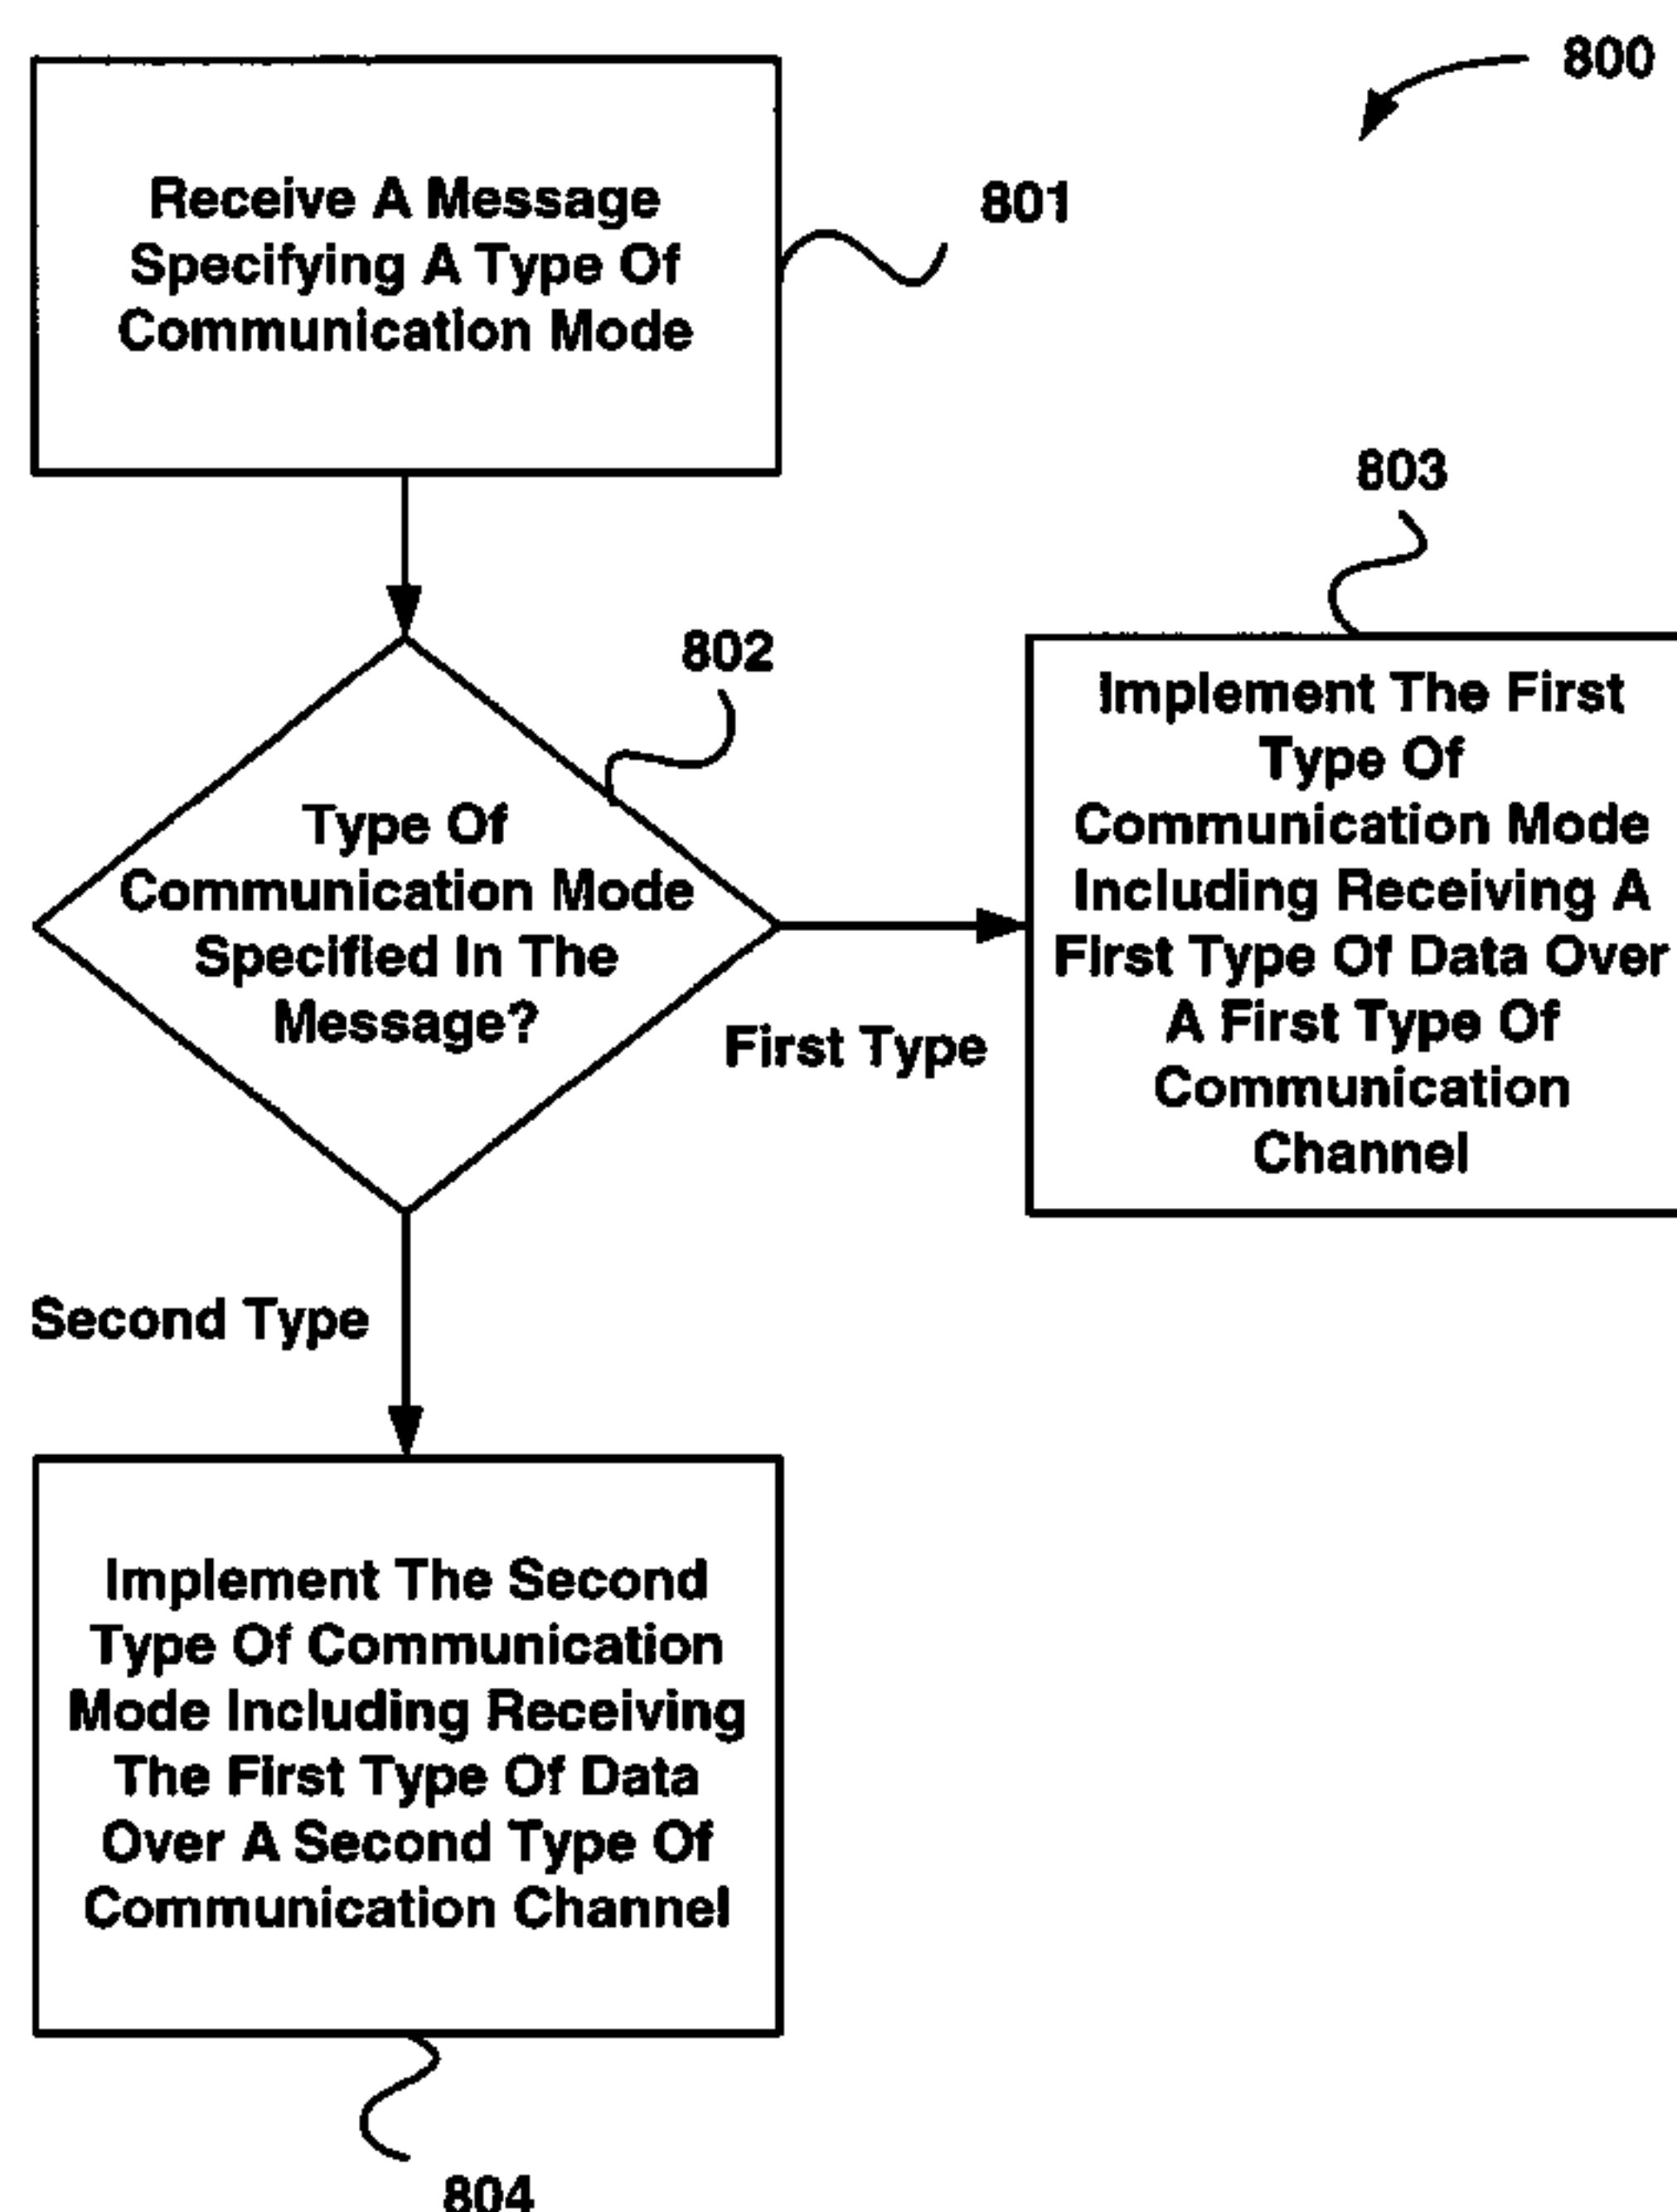 800
Receive A Message
Specifying A Type Of
Communication Mode
801
802
Type Of
Communication Mode
Specified In The
Message?
First Type
803
Implement The First
Type Of
Communication Mode
Including Receiving A
First Type Of Data Over
A First Type Of
Communication
Channel
Second Type
Implement The Second
Type Of Communication
Mode Including Receiving
The First Type Of Data
Over A Second Type Of
Communication Channel
804